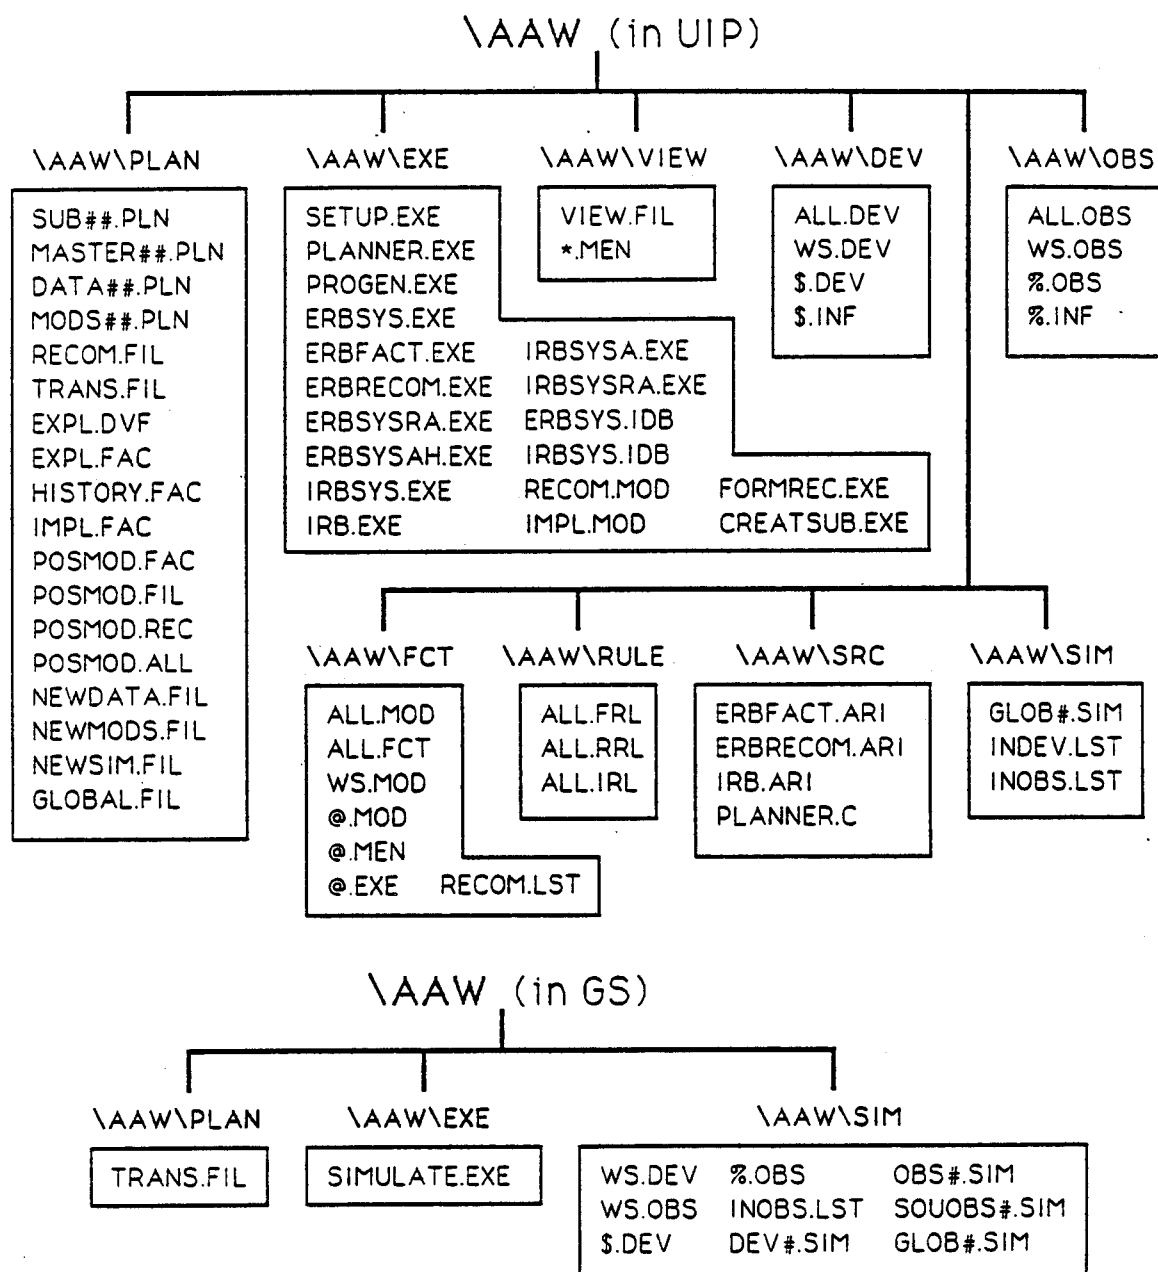 \AAW (in UIP)
\AAW\PLAN
SUB##.PLN
MASTER##.PLN
DATA##.PLN
MODS##.PLN
RECOM.FIL
TRANS.FIL
EXPL.DVF
EXPL.FAC
HISTORY.FAC
IMPL.FAC
POSMOD.FAC
POSMOD.FIL
POSMOD.REC
POSMOD.ALL
NEWDATA.FIL
NEWMODS.FIL
NEWSIM.FIL
GLOBAL.FIL
\AAW\EXE
SETUP.EXE
PLANNER.EXE
PROGEN.EXE
ERBSYS.EXE
ERBFACT.EXE
ERBRECOM.EXE
ERBSYSRA.EXE
ERBSYSAH.EXE
IRBSYS.EXE
IRB.EXE
IRBSYSA.EXE
IRBSYSRA.EXE
ERBSYS.IDB
IRBSYS.IDB
RECOM.MOD
IMPL.MOD
FORMREC.EXE
CREATSUB.EXE
\AAW\VIEW
VIEW.FIL
*.MEN
\AAW\DEV
ALL.DEV
WS.DEV
$.DEV
$.INF
\AAW\OBS
ALL.OBS
WS.OBS
%.OBS
%.INF
\AAW\FCT
ALL.MOD
ALL.FCT
WS.MOD
@.MOD
@.MEN
@.EXE
RECOM.LST
\AAW\RULE
ALL.FRL
ALL.RRL
ALL.IRL
\AAW\SRC
ERBFACT.ARI
ERBRECOM.ARI
IRB.ARI
PLANNER.C
\AAW\SIM
GLOB#.SIM
INDEV.LST
INOBS.LST
\AAW (in GS)
\AAW\PLAN
TRANS.FIL
\AAW\EXE
SIMULATE.EXE
\AAW\SIM
WS.DEV
WS.OBS
$.DEV
%.OBS
INOBS.LST
DEV#.SIM
OBS#.SIM
SOUOBS#.SIM
GLOB#.SIM